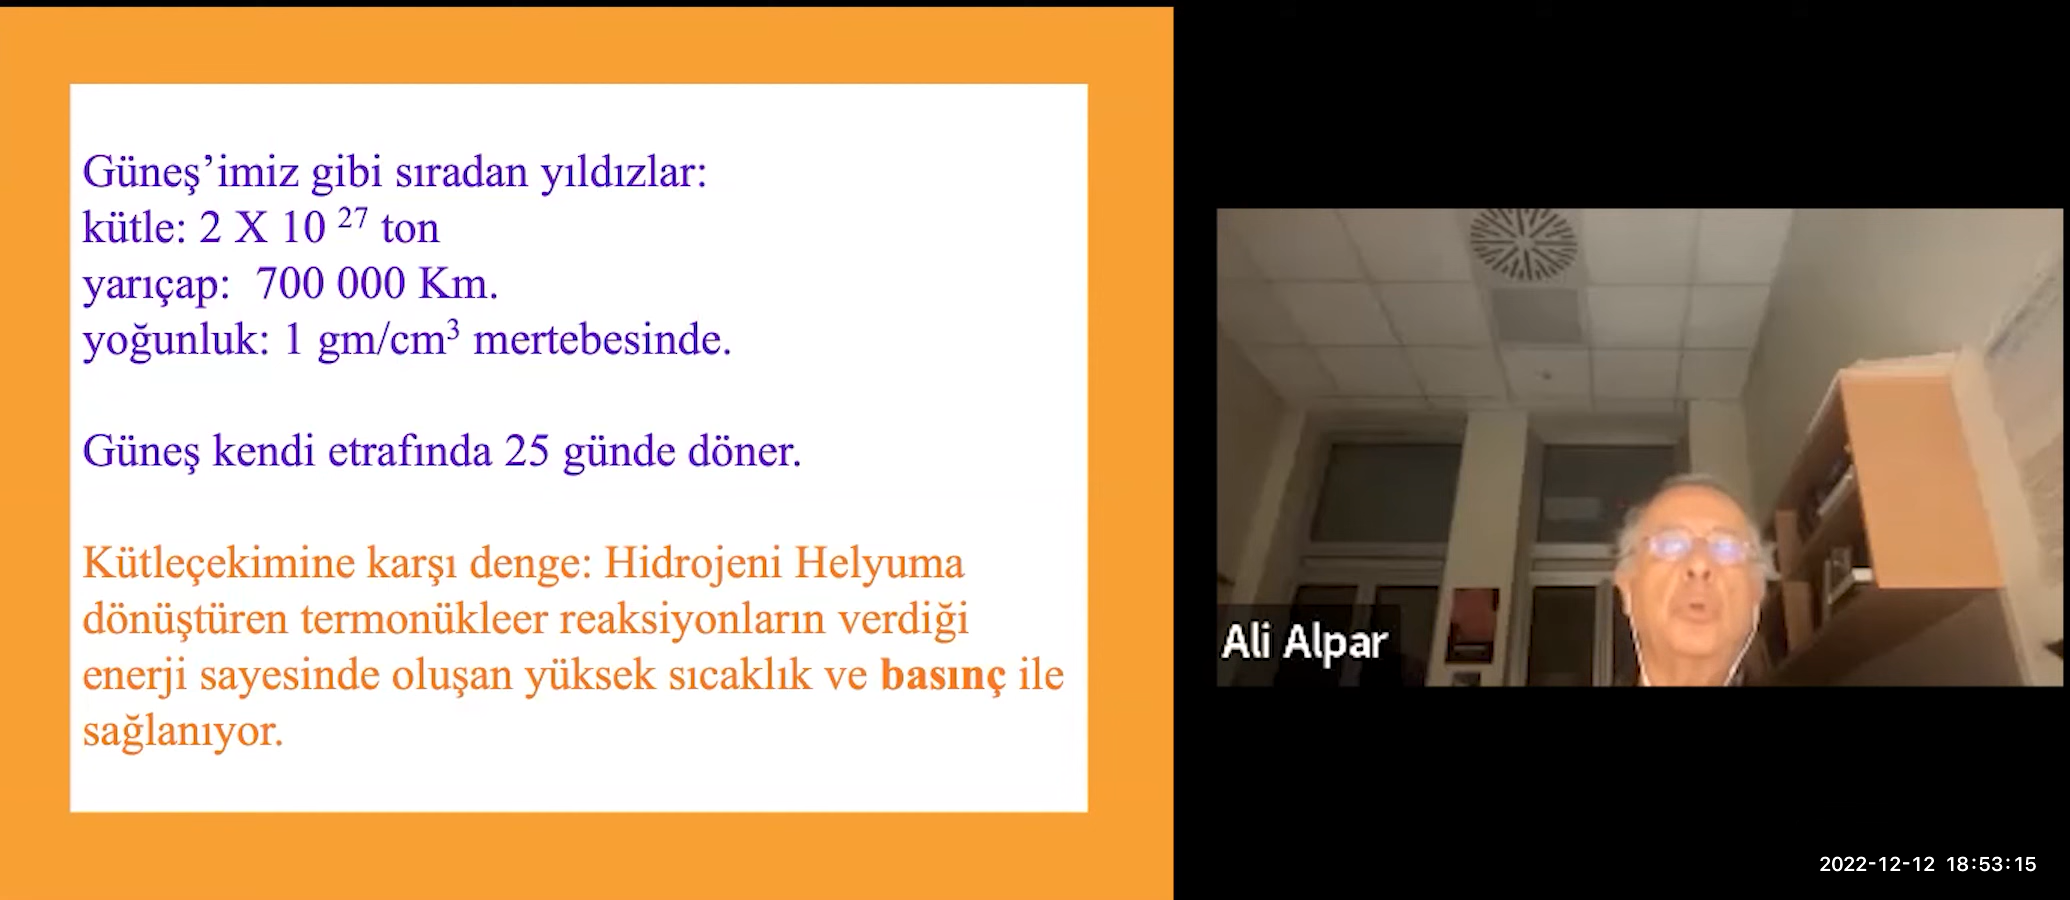 Güneş’imiz gibi sıradan yıldızlar:
kütle: 2 X 10 27 ton
yarıçap: 700 000 Km.
yoğunluk: 1 gm/cm3 mertebesinde.
Güneş kendi etrafında 25 günde döner.
Kütleçekimine karşı denge: Hidrojeni Helyuma
dönüştüren termonükleer reaksiyonların verdiği
enerji sayesinde oluşan yüksek sıcaklık ve basınç ile
sağlanıyor.
Ali Alpar
2022-12-12 18:53:15